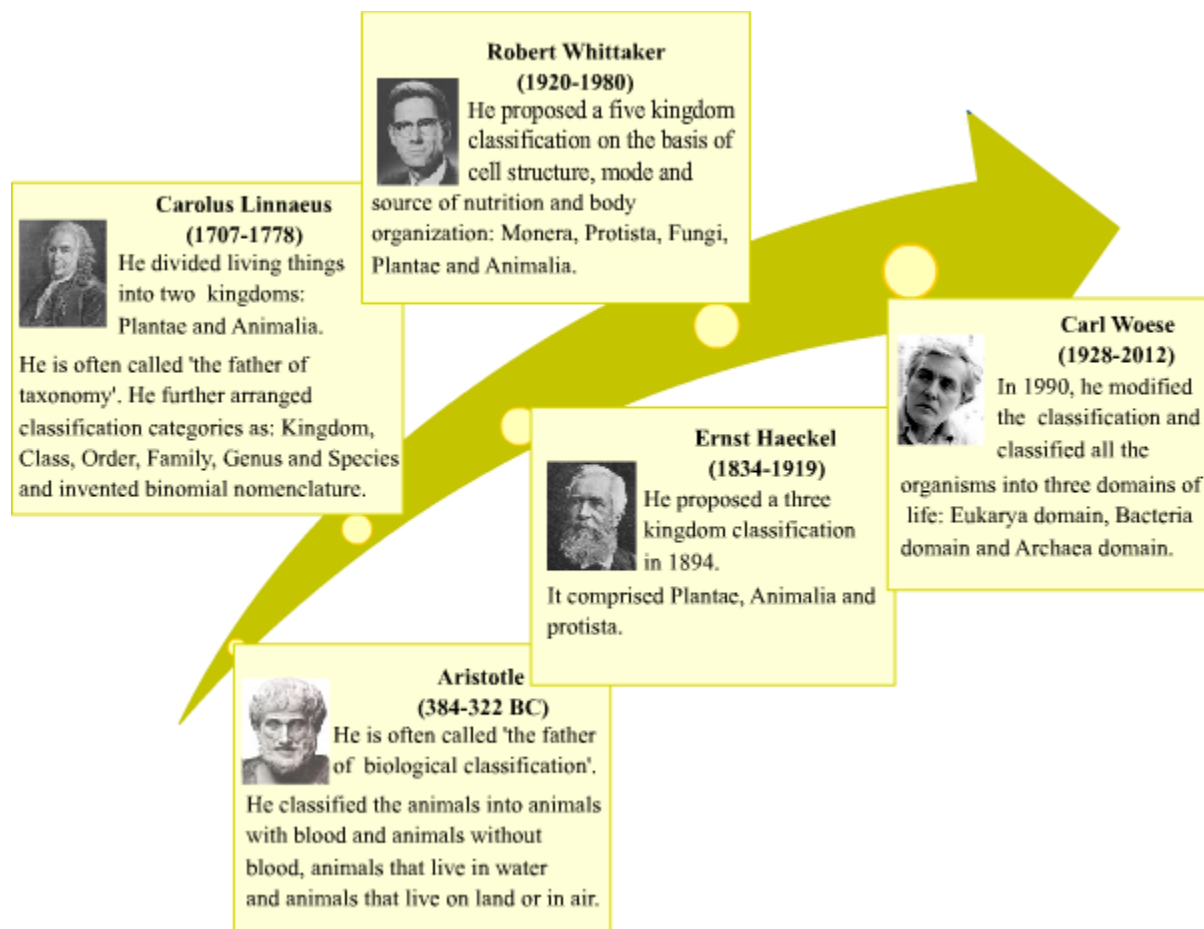 Robert Whittaker
(1920-1980)
He proposed a five kingdom
classification on the basis of
cell structure, mode and
source of nutrition and body
organization: Monera, Protista, Fungi,
Plantae and Animalia.
Carolus Linnaeus
(1707-1778)
He divided living things
into two kingdoms:
Plantae and Animalia.
He is often called 'the father of
taxonomy'. He further arranged
classification categories as: Kingdom,
Class, Order, Family, Genus and Species
and invented binomial nomenclature.
Carl Woese
(1928-2012)
In 1990, he modified
the classification and
classified all the
organisms into three domains of
life: Eukarya domain, Bacteria
domain and Archaea domain.
Ernst Haeckel
(1834-1919)
He proposed a three
kingdom classification
in 1894.
It comprised Plantae, Animalia and
protista.
Aristotle
(384-322 BC)
He is often called 'the father
of biological classification'.
He classified the animals into animals
with blood and animals without
blood, animals that live in water
and animals that live on land or in air.